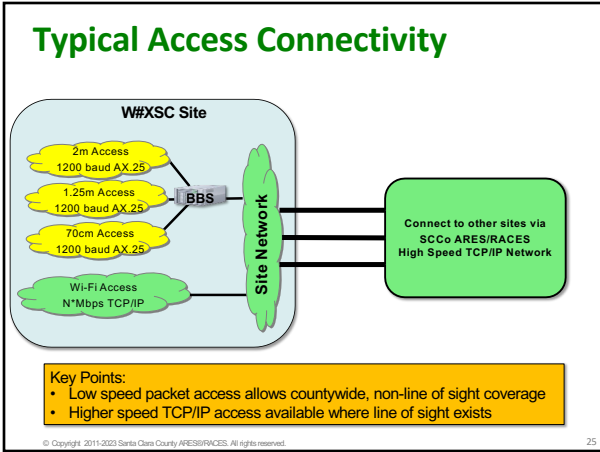 Typical Access Connectivity
W#XSC Site
2m Access
1200 baud AX.25
1.25m Access
1200 baud AX.25
70cm Access
1200 baud AX.25
BBS
Wi-Fi Access
N*Mbps TCP/IP
Site Network
Connect to other sites via
SCCo ARES/RACES
High Speed TCP/IP Network
Key Points:
• Low speed packet access allows countywide, non-line of sight coverage
• Higher speed TCP/IP access available where line of sight exists
© Copyright 2011-2023 Santa Clara County ARES®/RACES. All rights reserved.
25